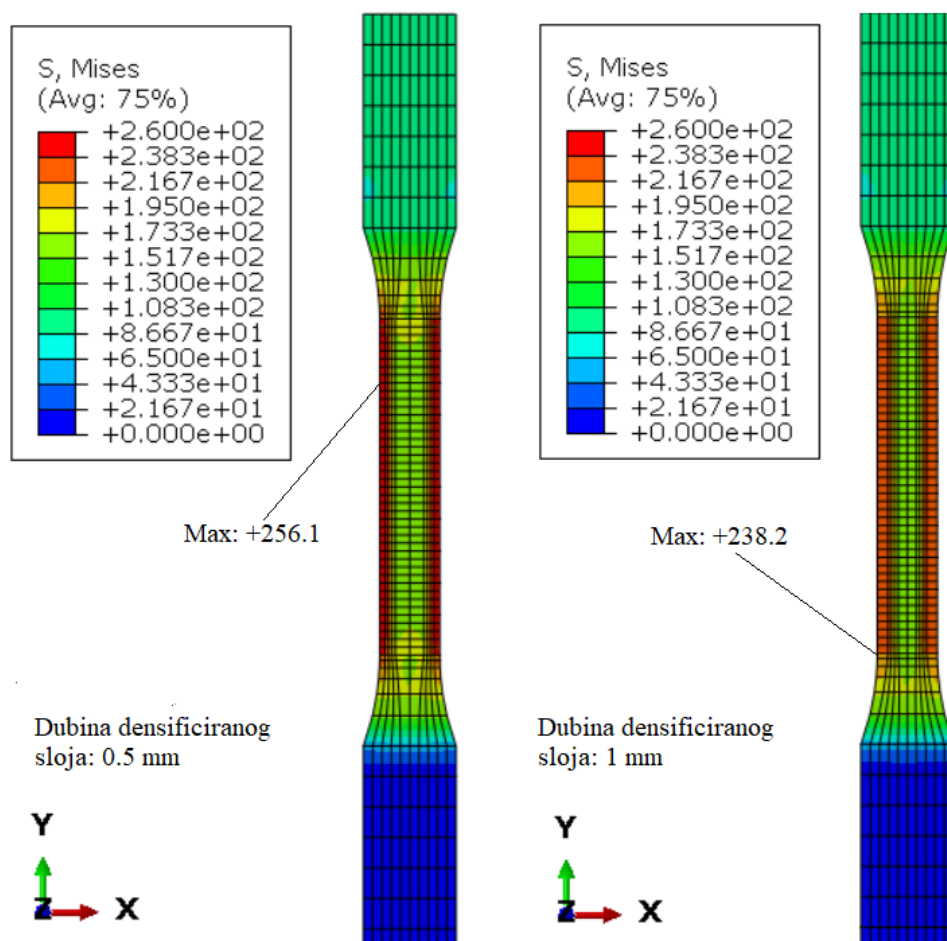 S, Mises
(Avg: 75%)
+2.600e+02
+2.383e+02
+2.167e+02
+1.950e+02
+1.733e+02
+1.517e+02
+1.300e+02
+1.083e+02
+8.667e+01
+6.500e+01
+4.333e+01
+2.167e+01
+0.000e+00
Max: +256.1
Dubina densificiranog
sloja: 0.5 mm
Y
Z
X
S, Mises
(Avg: 75%)
+2.600e+02
+2.383e+02
+2.167e+02
+1.950e+02
+1.733e+02
+1.517e+02
+1.300e+02
+1.083e+02
+8.667e+01
+6.500e+01
+4.333e+01
+2.167e+01
+0.000e+00
Max: +238.2
Dubina densificiranog
sloja: 1 mm
Y
Z
X